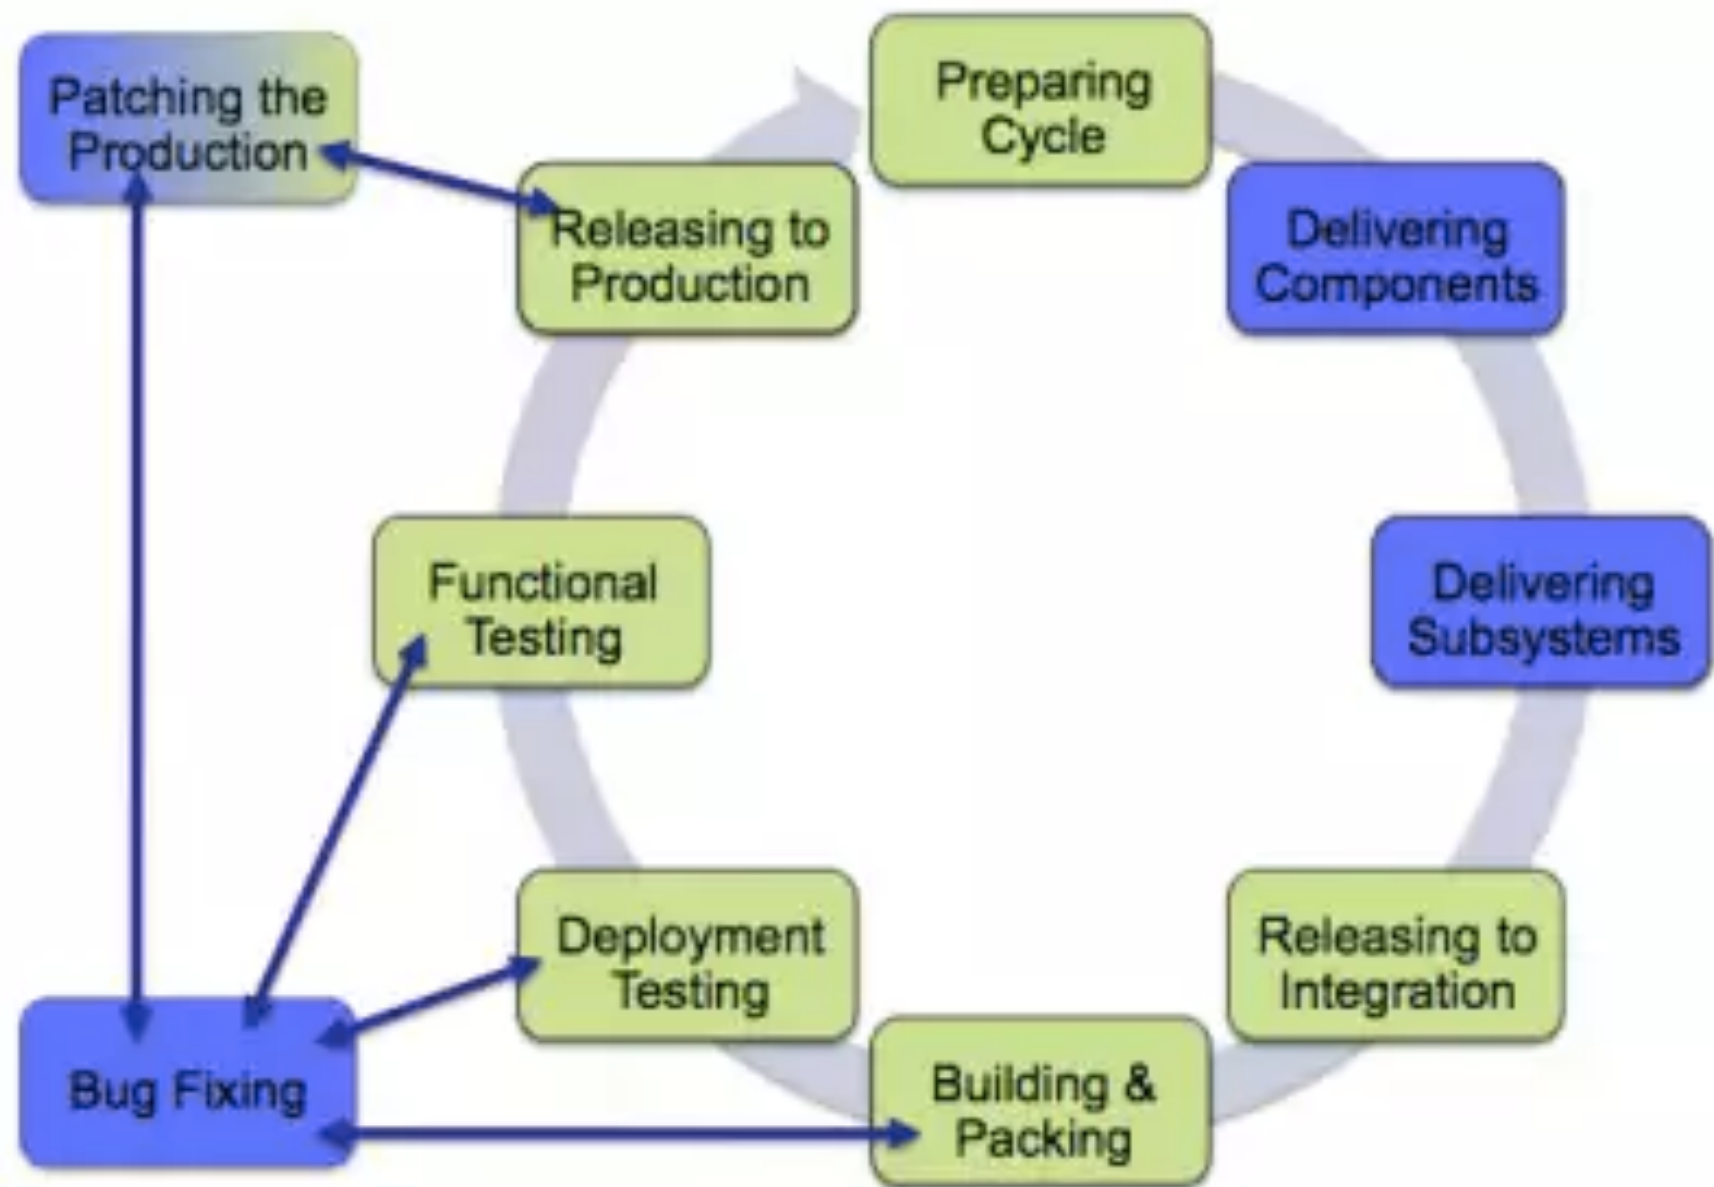 Preparing
Cycle
Delivering
Components
Delivering
Subsystems
Releasing to
Integration
Building &
Packing
Deployment
Testing
Functional
Testing
Releasing to
Production
Patching the
Production
Bug Fixing